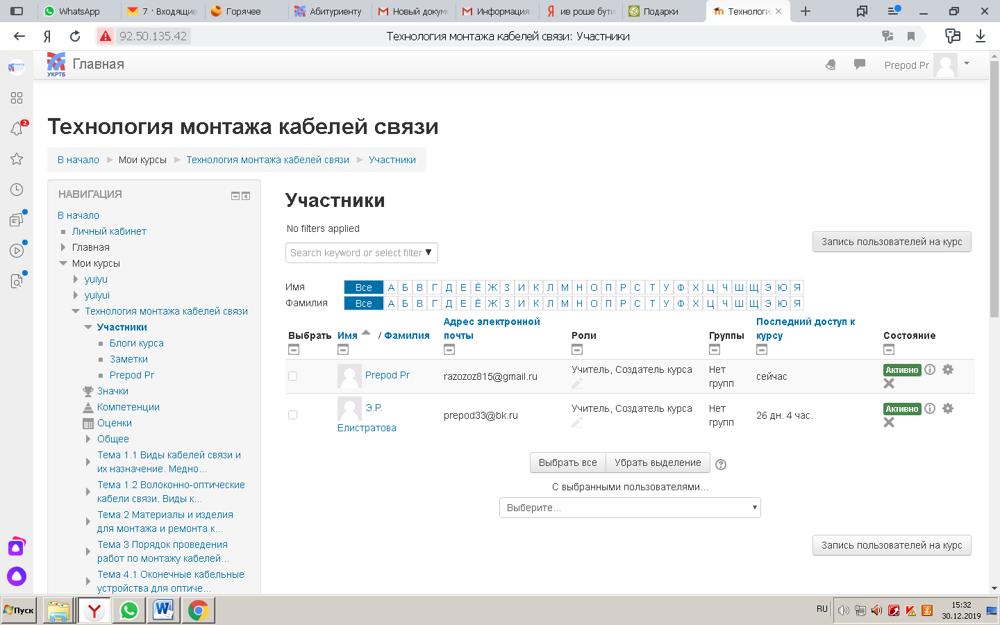 WhatsApp
7 · Входящие
Горячее
Абитуриенту
Новый докум
Информация
ив роше бути
Подарки
Технологи
92.50.135.42
Технология монтажа кабелей связи: Участники
УКРТБ
Главная
Prepod Pr
2
Технология монтажа кабелей связи
В начало
Мои курсы
Технология монтажа кабелей связи
Участники
НАВИГАЦИЯ
В начало
Личный кабинет
Главная
Мои курсы
yuiyu
yuiyui
Технология монтажа кабелей связи
Участники
Блоги курса
Заметки
Prepod Pr
Значки
Компетенции
Оценки
Общее
Тема 1.1 Виды кабелей связи и
их назначение. Медно...
Тема 1.2 Волоконно-оптические
кабели связи. Виды к...
Тема 2 Материалы и изделия
для монтажа и ремонта к...
Тема 3 Порядок проведения
работ по монтажу кабелей...
Тема 4.1 Оконечные кабельные
устройства для оптиче...
Участники
No filters applied
Search keyword or select filter ▼
Запись пользователей на курс
Имя Все А Б В Г Д Е Ё Ж З И К Л М Н О П Р С Т У Ф Х Ц Ч Ш Щ Э Ю Я
Фамилия Все А Б В Г Д Е Ё Ж З И К Л М Н О П Р С Т У Ф Х Ц Ч Ш Щ Э Ю Я
Выбрать Имя / Фамилия Адрес электронной почты Роли Группы Последний доступ к курсу Состояние
Prepod Pr razozoz815@gmail.ru Учитель, Создатель курса Нет групп сейчас Активно
Э.Р. Елистратова prepod33@bk.ru Учитель, Создатель курса Нет групп 26 дн. 4 час. Активно
Выбрать все Убрать выделение
С выбранными пользователями...
Выберите...
Запись пользователей на курс
Пуск
RU
15:32
30.12.2019